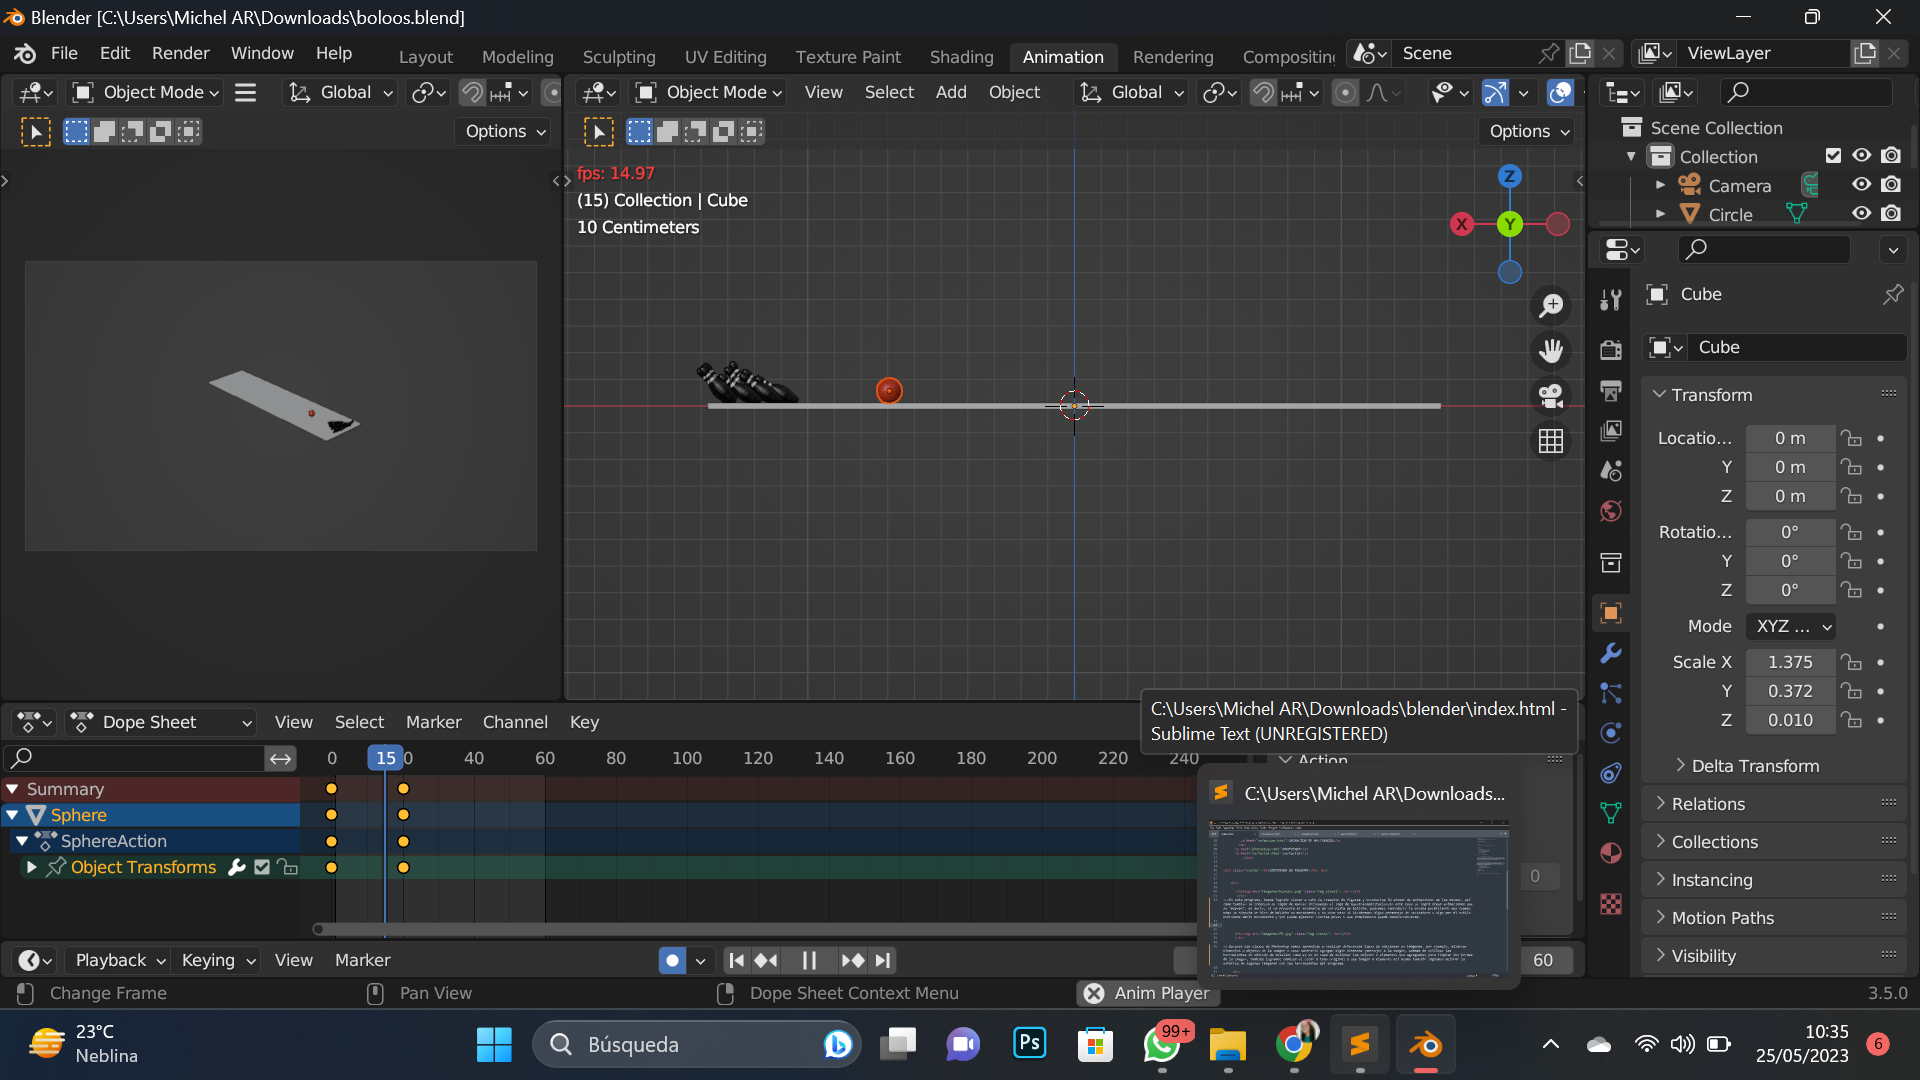 Blender [C:\Users\Michel AR\Downloads\boloos.blend]
File Edit Render Window Help
Layout Modeling Sculpting UV Editing Texture Paint Shading Animation Rendering Compositing
Scene
ViewLayer
Object Mode Global
Object Mode View Select Add Object Global
Options
Options
fps: 14.97
(15) Collection | Cube
10 Centimeters
Z
X
Y
Scene Collection
Collection
Camera
Circle
Cube
Cube
Transform
Locatio... 0 m
Y 0 m
Z 0 m
Rotatio... 0°
Y 0°
Z 0°
Mode XYZ ...
Scale X 1.375
Y 0.372
Z 0.010
Delta Transform
Relations
Collections
Instancing
Motion Paths
Visibility
Dope Sheet View Select Marker Channel Key
C:\Users\Michel AR\Downloads\blender\index.html -
Sublime Text (UNREGISTERED)
0 15 0 40 60 80 100 120 140 160 180 200 220 240
Action
Summary
Sphere
SphereAction
Object Transforms
C:\Users\Michel AR\Downloads...
0
Playback Keying View Marker
60
Change Frame Pan View Dope Sheet Context Menu Anim Player 3.5.0
23°C
Neblina
Búsqueda
Ps
99+
10:35
25/05/2023
6